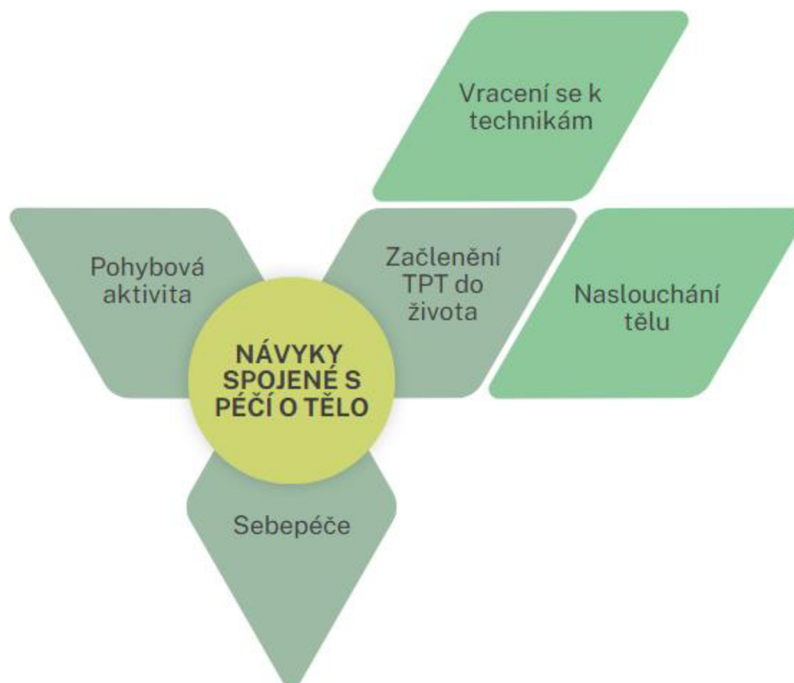 Vracení se k
technikám
Pohybová
aktivita
Začlenění
TPT do
života
Naslouchání
tělu
NÁVYKY
SPOJENÉ S
PÉČÍ O TĚLO
Sebepéče